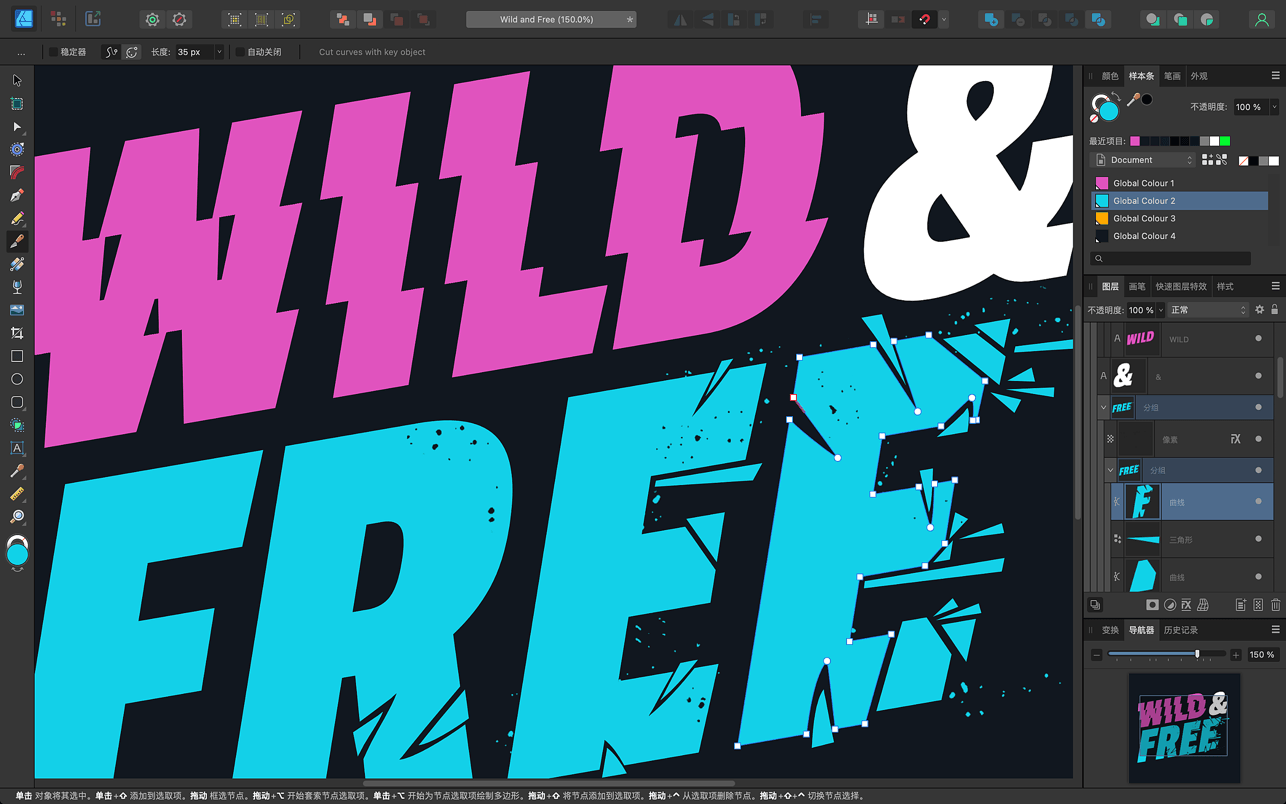 Wild and Free (150.0%)
...
稳定器
长度:
35 px
自动关闭
Cut curves with key object
WILD &
FREE
颜色 样本条 笔画 外观
不透明度: 100 %
最近项目:
Document
Global Colour 1
Global Colour 2
Global Colour 3
Global Colour 4
图层 画笔 快速图层特效 样式
不透明度: 100 % 正常
A WILD WILD
A & &
FREE 分组
像素 FX
FREE 分组
曲线
三角形
曲线
变换 导航器 历史记录
150 %
WILD &
FREE
单击 对象将其选中。单击+⇧ 添加到选取项。拖动 框选节点。拖动+⌥ 开始套索节点选取项。单击+⌥ 开始为节点选取项绘制多边形。拖动+⇧ 将节点添加到选取项。拖动+⌃ 从选取项删除节点。拖动+⇧+⌃ 切换节点选择。